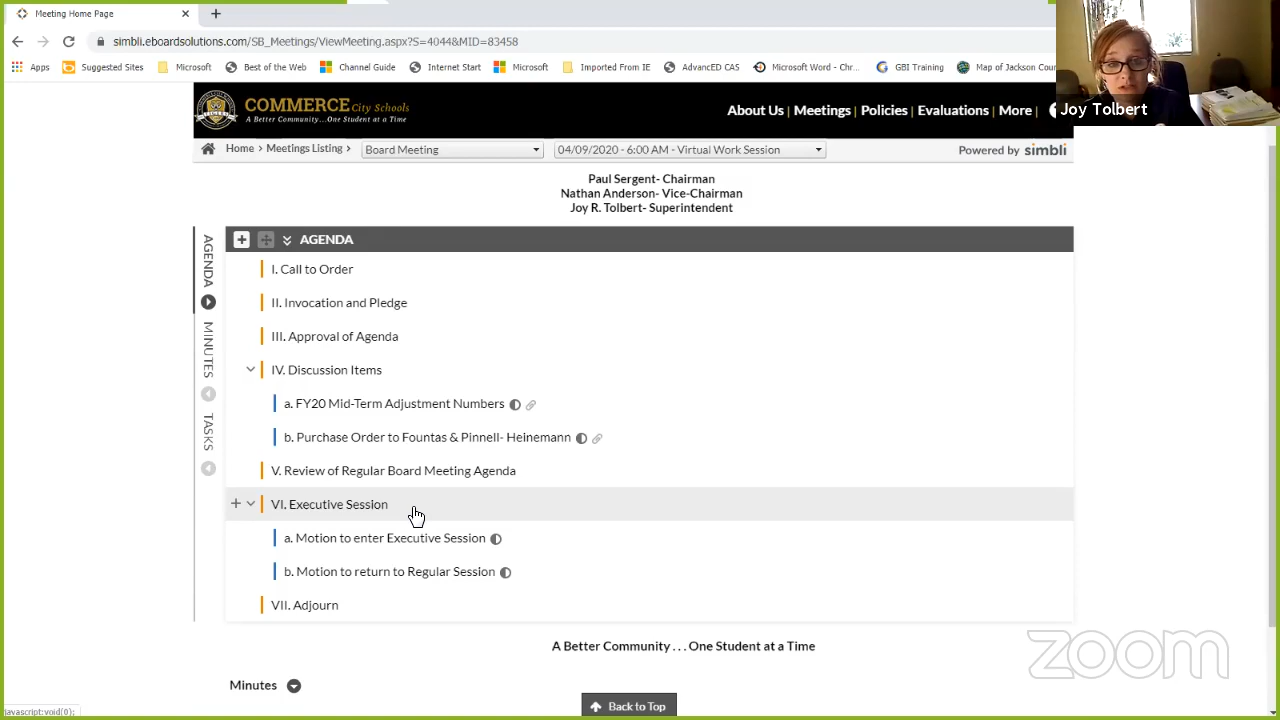 Meeting Home Page
simbli.eboardsolutions.com/SB_Meetings/ViewMeeting.aspx?S=4044&MID=83458
Apps Suggested Sites Microsoft Best of the Web Channel Guide Internet Start Microsoft Imported From IE AdvancED CAS Microsoft Word - Chr... GBI Training Map of Jackson Coun
Joy Tolbert
COMMERCE City Schools
A Better Community...One Student at a Time
About Us | Meetings | Policies | Evaluations | More |
Home > Meetings Listing > Board Meeting 04/09/2020 - 6:00 AM - Virtual Work Session Powered by simbli
Paul Sergent- Chairman
Nathan Anderson- Vice-Chairman
Joy R. Tolbert- Superintendent
AGENDA
AGENDA
MINUTES
TASKS
I. Call to Order
II. Invocation and Pledge
III. Approval of Agenda
IV. Discussion Items
a. FY20 Mid-Term Adjustment Numbers
b. Purchase Order to Fountas & Pinnell- Heinemann
V. Review of Regular Board Meeting Agenda
VI. Executive Session
a. Motion to enter Executive Session
b. Motion to return to Regular Session
VII. Adjourn
A Better Community . . . One Student at a Time
zoom
Minutes
Back to Top
javascript:void(0);